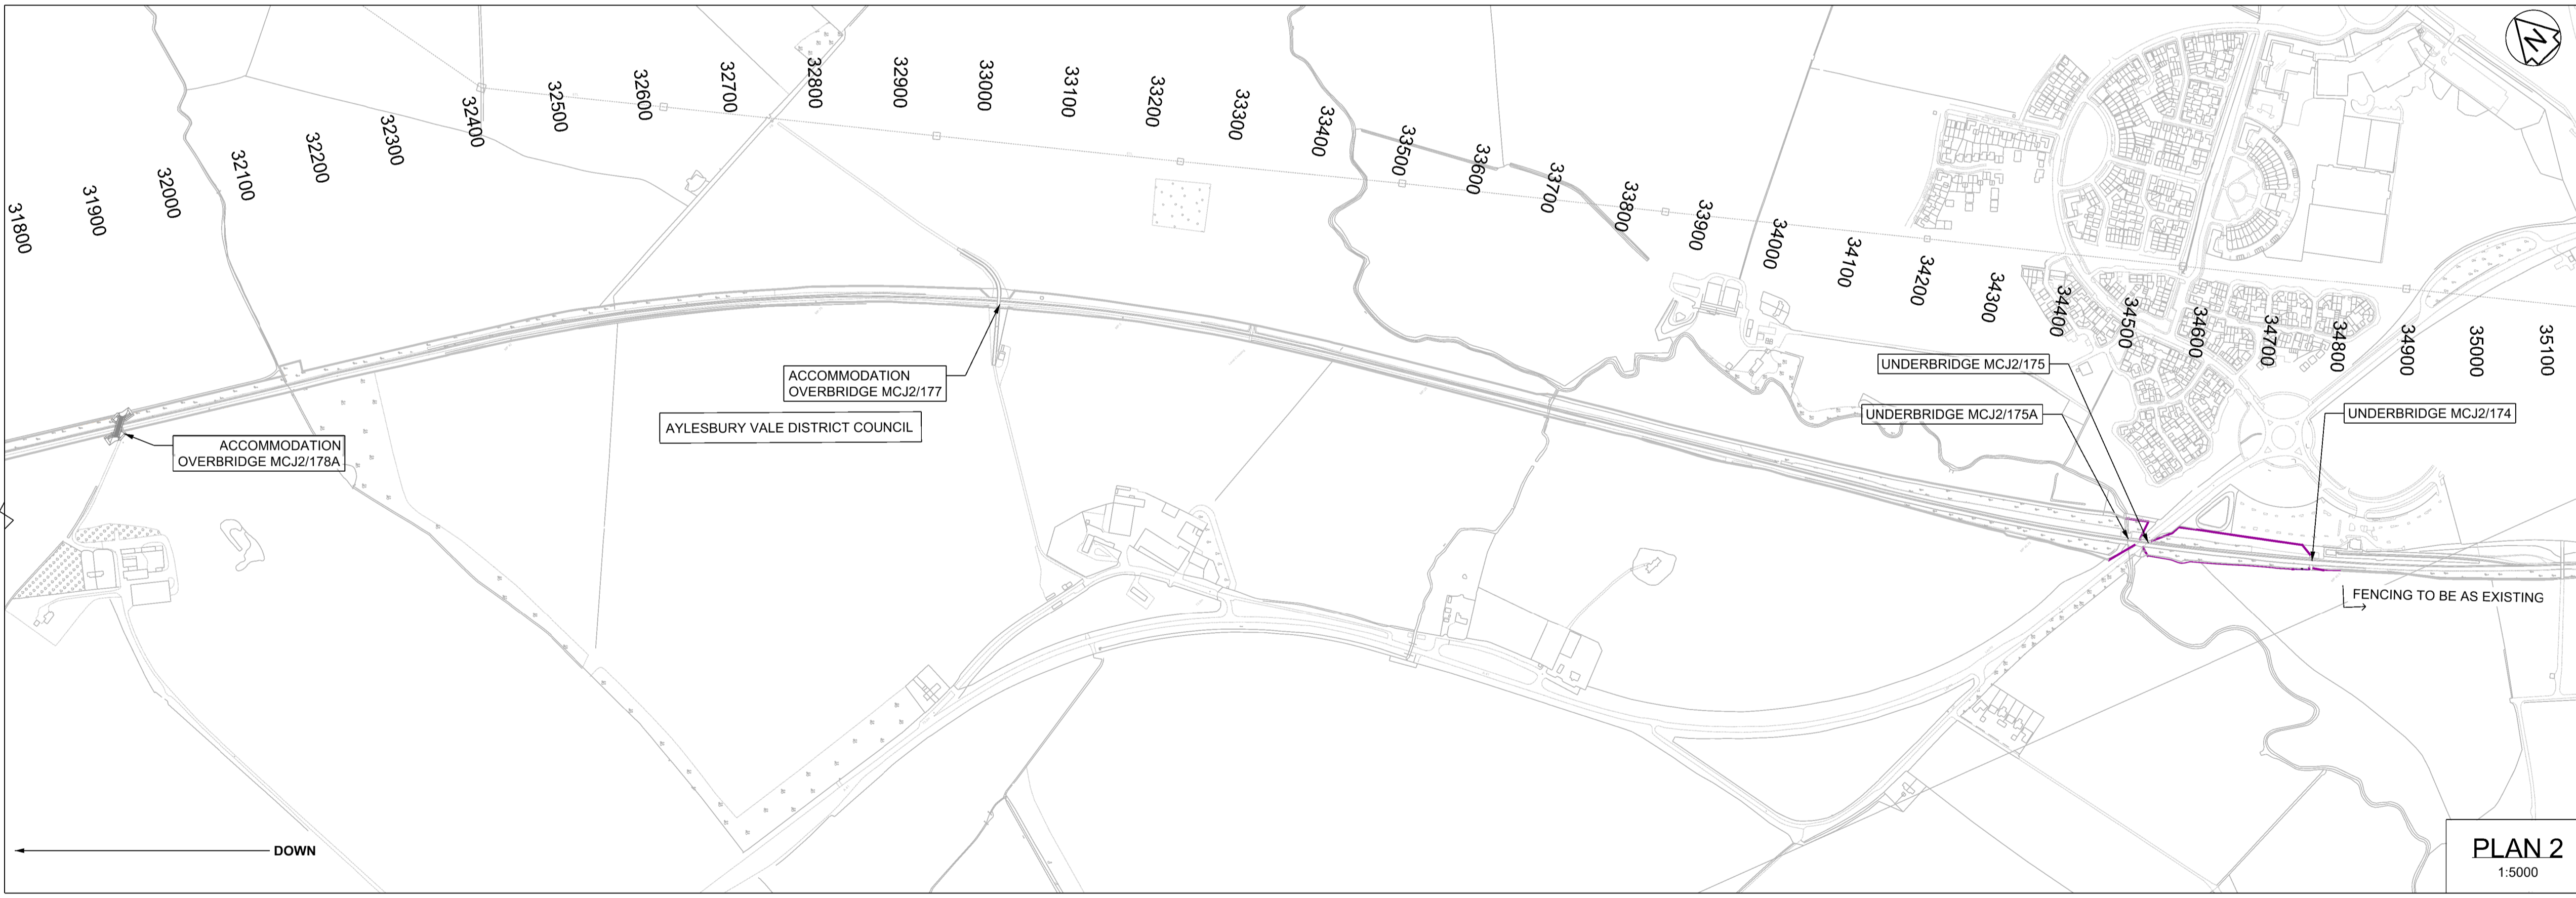 N
31800
31900
32000
32100
32200
32300
32400
32500
32600
32700
32800
32900
33000
33100
33200
33300
33400
33500
33600
33700
33800
33900
34000
34100
34200
34300
34400
34500
34600
34700
34800
34900
35000
35100
ACCOMMODATION
OVERBRIDGE MCJ2/178A
ACCOMMODATION
OVERBRIDGE MCJ2/177
AYLESBURY VALE DISTRICT COUNCIL
UNDERBRIDGE MCJ2/175
UNDERBRIDGE MCJ2/175A
UNDERBRIDGE MCJ2/174
FENCING TO BE AS EXISTING
DOWN
PLAN 2
1:5000